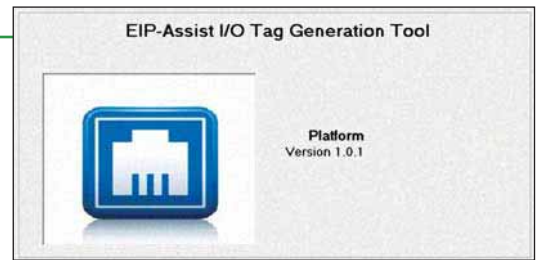 EIP-Assist I/O Tag Generation Tool
Platform
Version 1.0.1